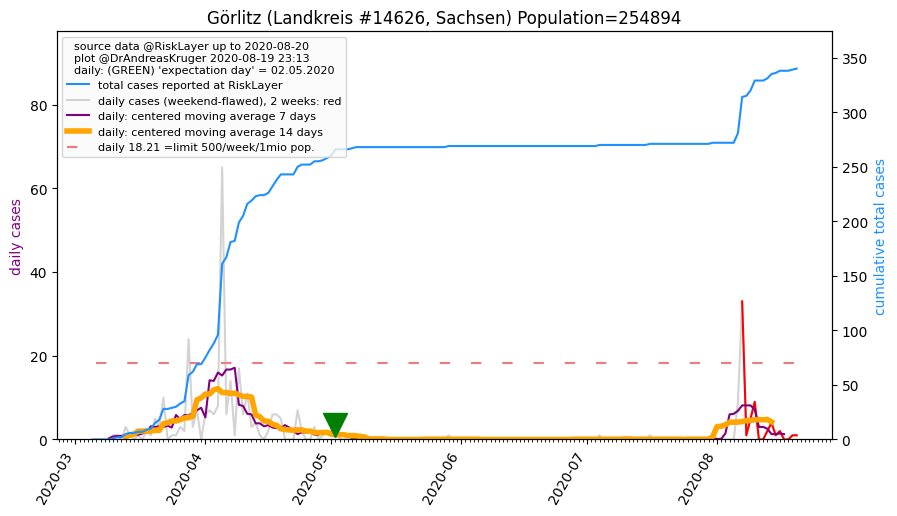 Görlitz (Landkreis #14626, Sachsen) Population=254894
source data @RiskLayer up to 2020-08-20
plot @DrAndreasKruger 2020-08-19 23:13
daily: (GREEN) 'expectation day' = 02.05.2020
total cases reported at RiskLayer
daily cases (weekend-flawed), 2 weeks: red
daily: centered moving average 7 days
daily: centered moving average 14 days
daily 18.21 =limit 500/week/1mio pop.
daily cases
0
20
40
60
80
cumulative total cases
0
50
100
150
200
250
300
350
2020-03
2020-04
2020-05
2020-06
2020-07
2020-08